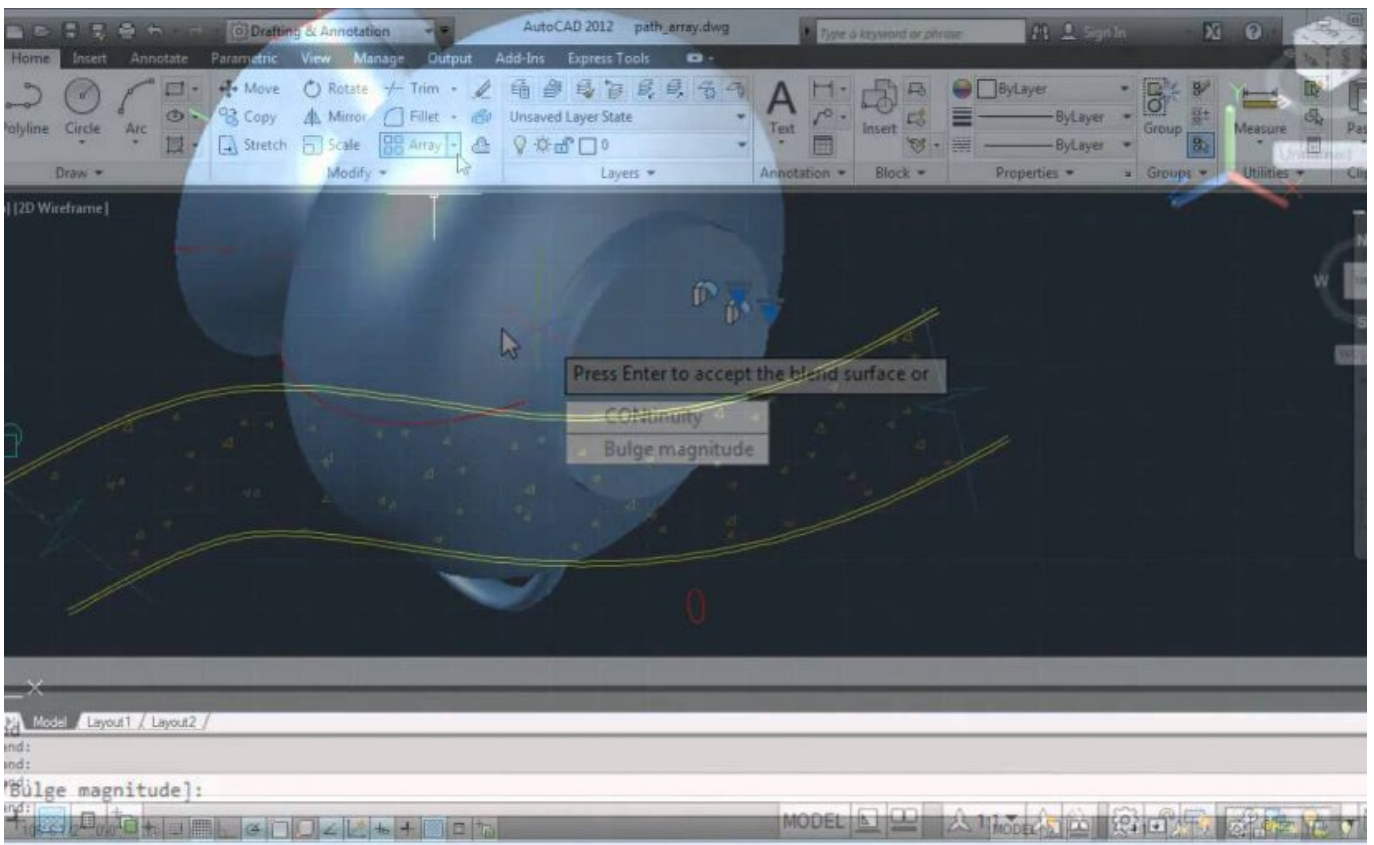 Drafting & Annotation AutoCAD 2012 path_array.dwg Type a keyword or phrase Sign In
Home Insert Annotate Parametric View Manage Output Add-Ins Express Tools
Move Rotate Trim ByLayer
Polyline Circle Arc Copy Mirror Fillet Unsaved Layer State Text Insert ByLayer Group Measure
Stretch Scale Array 0 ByLayer
Draw Modify Layers Annotation Block Properties Groups Utilities
[2D Wireframe]
N
W
S
Press Enter to accept the blend surface or
CONtinuity
Bulge magnitude
Model Layout1 Layout2
Bulge magnitude]:
MODEL 1:1 MODEL